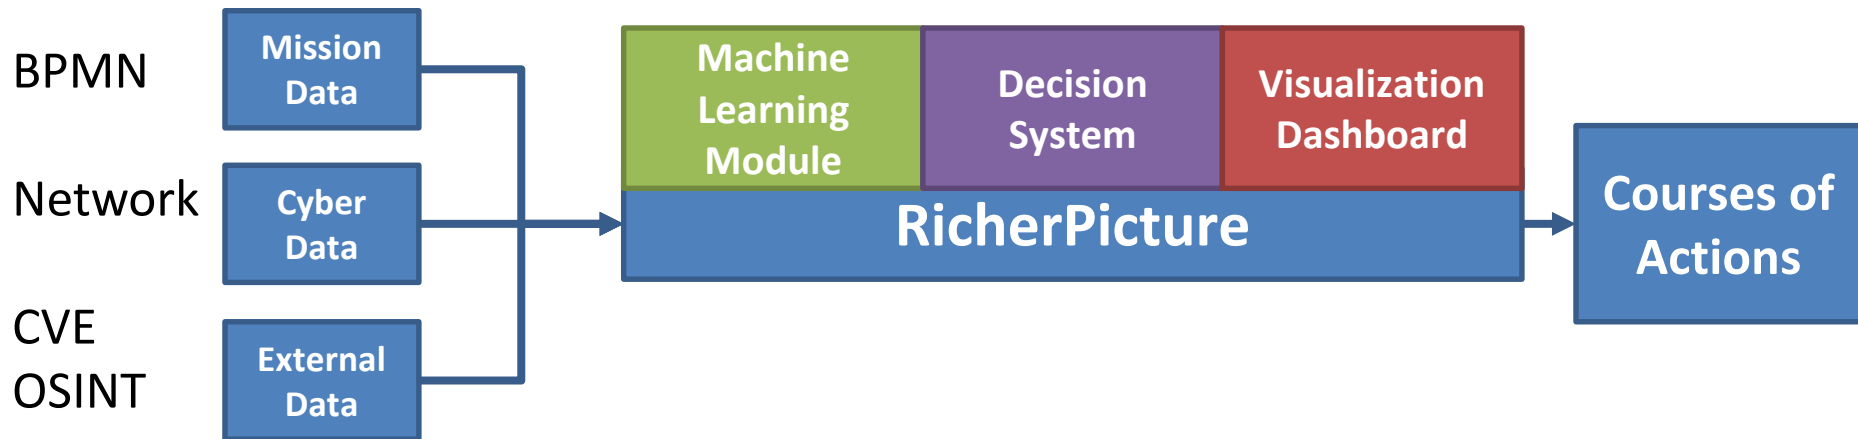 BPMN
Mission
Data
Network
Cyber
Data
CVE
OSINT
External
Data
Machine
Learning
Module
Decision
System
Visualization
Dashboard
RicherPicture
Courses of
Actions